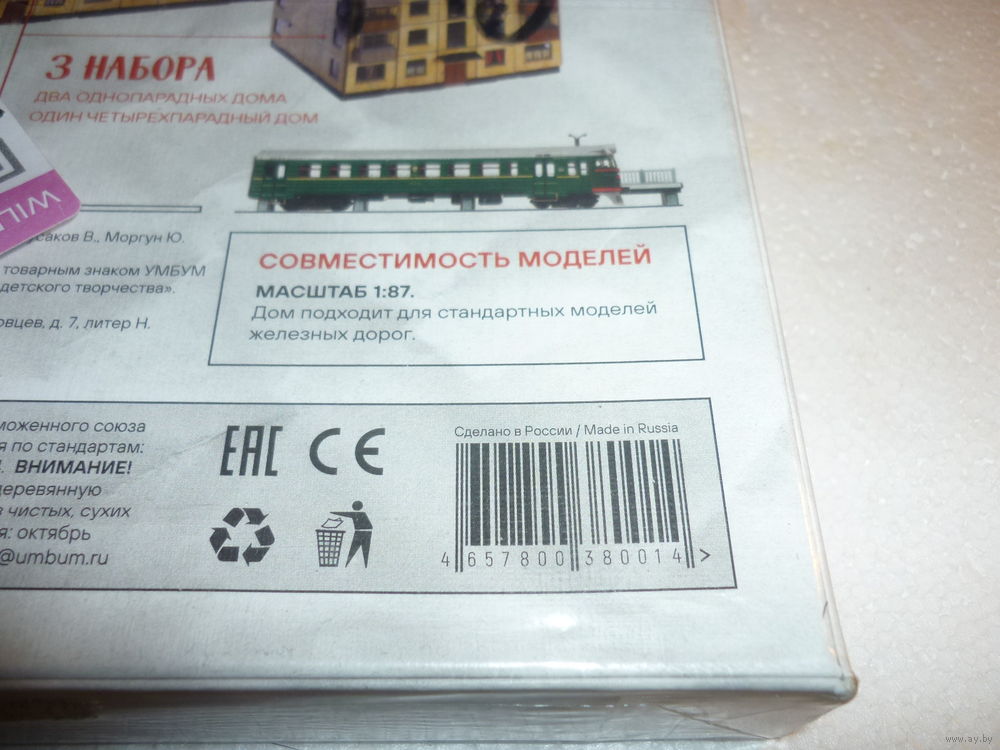 3 НАБОРА
ДВА ОДНОПАРАДНЫХ ДОМА
ОДИН ЧЕТЫРЕХПАРАДНЫЙ ДОМ
В., Моргун Ю.
товарным знаком УМБУМ
детского творчества».
д. 7, литер Н.
СОВМЕСТИМОСТЬ МОДЕЛЕЙ
МАСШТАБ 1:87.
Дом подходит для стандартных моделей
железных дорог.
союза
по стандартам:
ВНИМАНИЕ!
в чистых, сухих
октябрь
@umbum.ru
EAC CE
Сделано в России / Made in Russia
4 657800 380014 >
www.ay.by